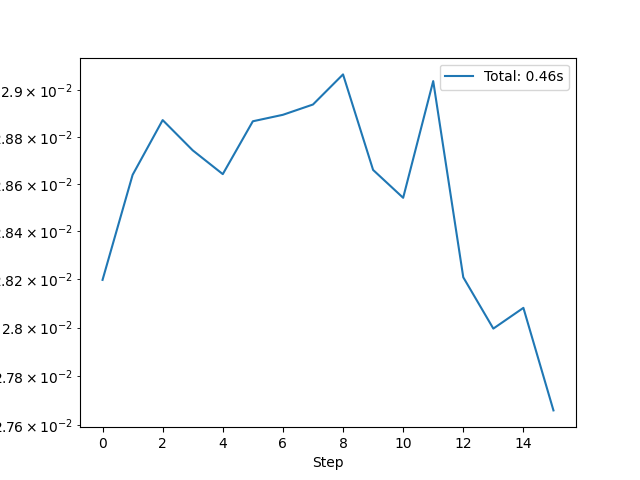 Total: 0.46s
2.9 × 10⁻²
2.88 × 10⁻²
2.86 × 10⁻²
2.84 × 10⁻²
2.82 × 10⁻²
2.8 × 10⁻²
2.78 × 10⁻²
2.76 × 10⁻²
0 2 4 6 8 10 12 14
Step